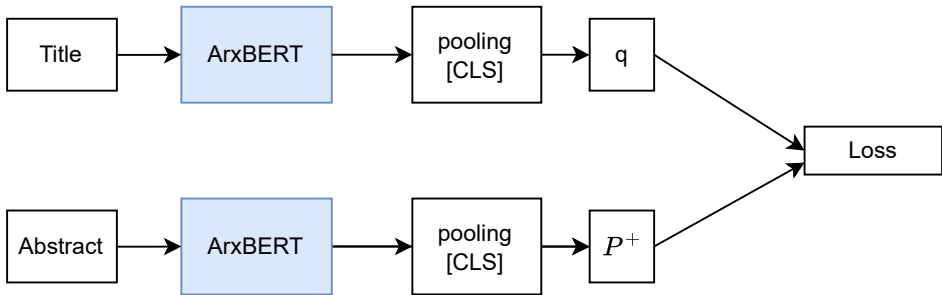 Title
ArxBERT
pooling
[CLS]
q
Loss
Abstract
ArxBERT
pooling
[CLS]
P⁺